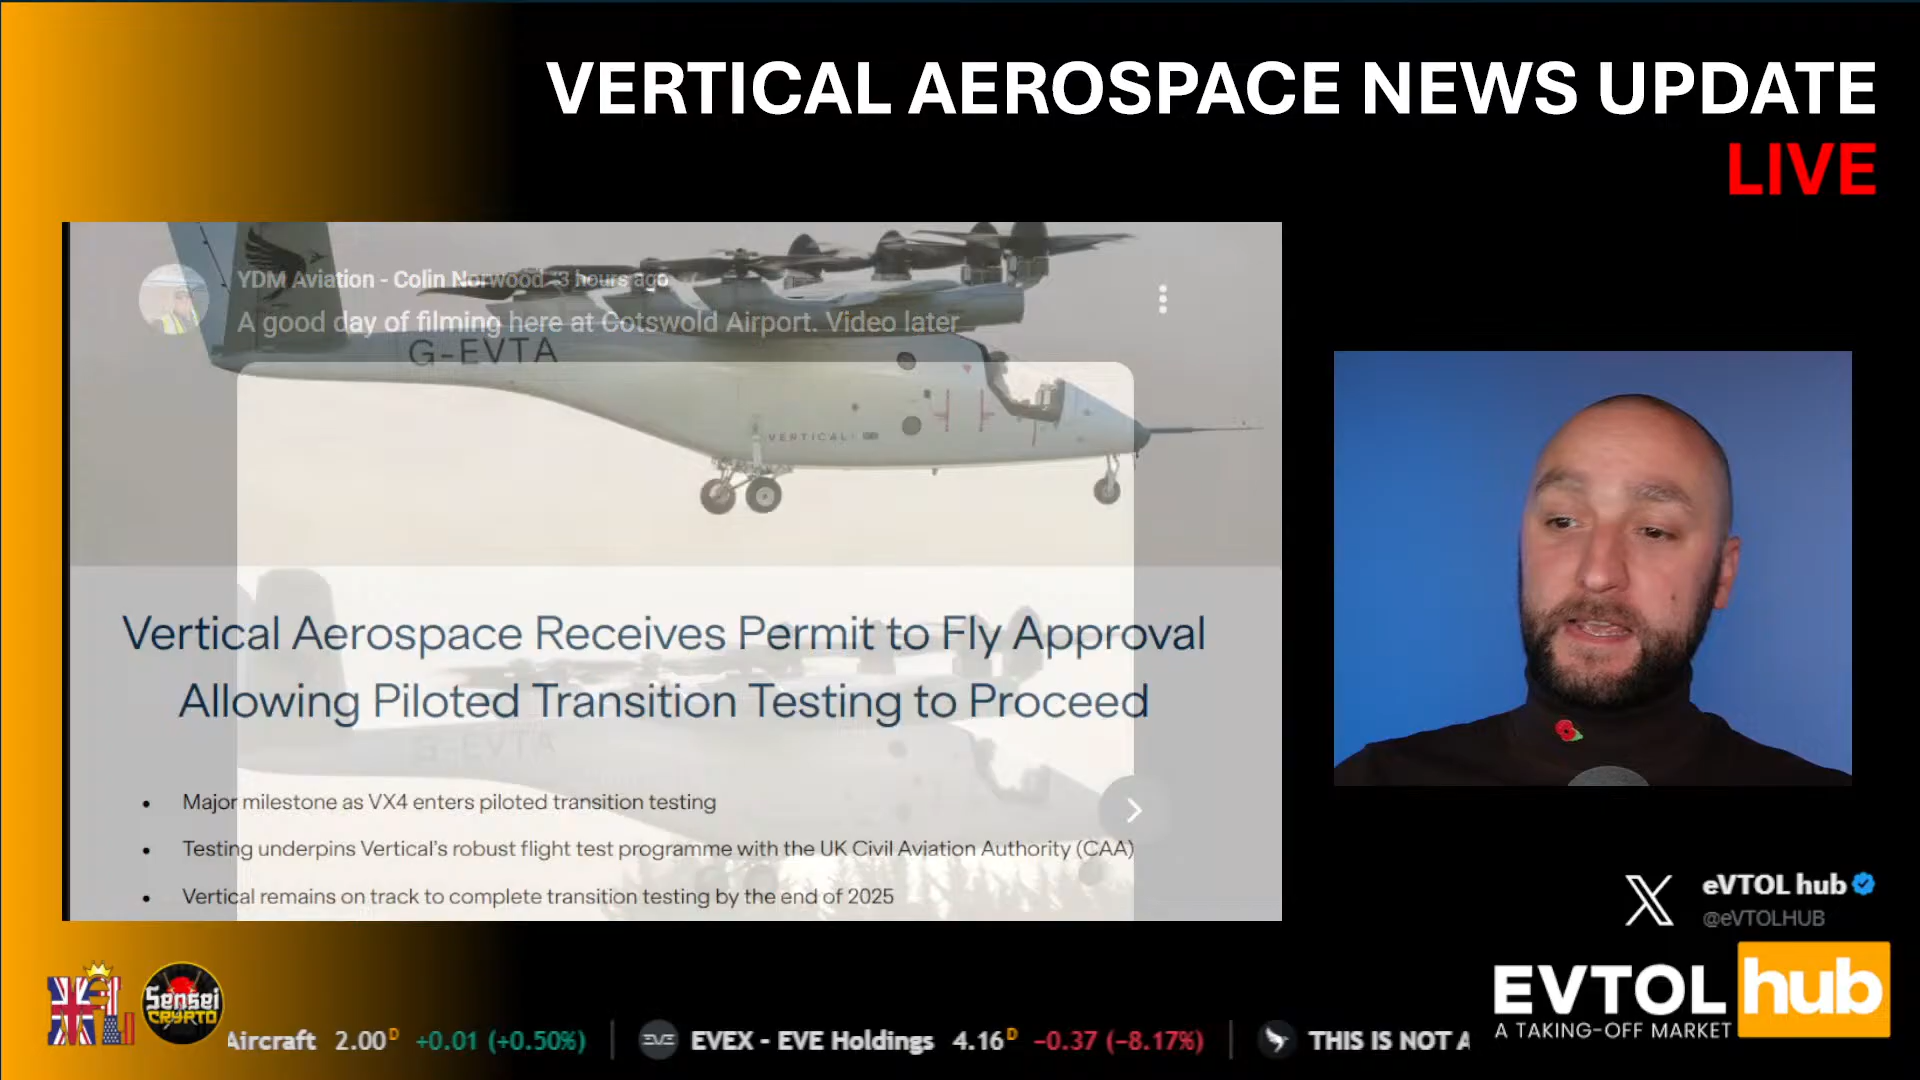 VERTICAL AEROSPACE NEWS UPDATE
LIVE
YDM Aviation - Colin Norwood 3 hours ago
A good day of filming here at Cotswold Airport. Video later
G-EVTA
VERTICAL
Vertical Aerospace Receives Permit to Fly Approval
Allowing Piloted Transition Testing to Proceed
G-EVTA
• Major milestone as VX4 enters piloted transition testing
• Testing underpins Vertical's robust flight test programme with the UK Civil Aviation Authority (CAA)
• Vertical remains on track to complete transition testing by the end of 2025
eVTOL hub
@eVTOLHUB
EVTOL hub
A TAKING-OFF MARKET
Sensei
CRYPTO
Aircraft 2.00 D +0.01 (+0.50%) EVE EVEX - EVE Holdings 4.16 D −0.37 (−8.17%) THIS IS NOT A